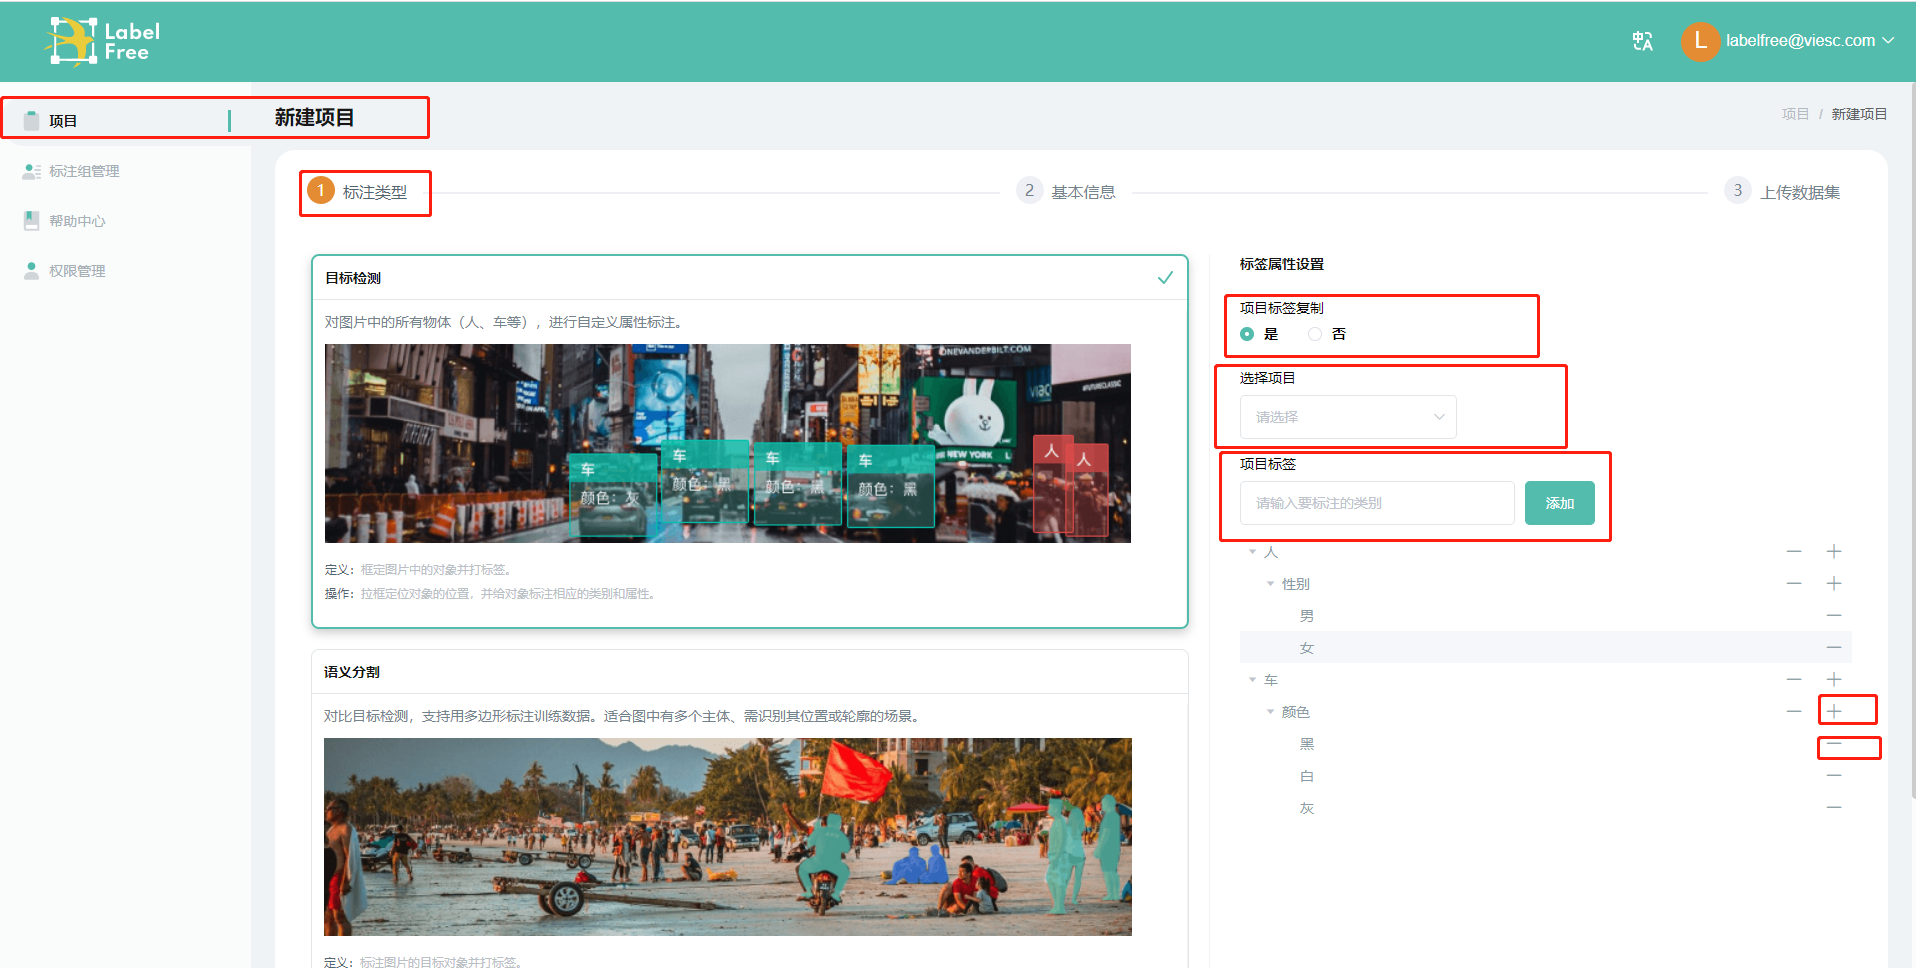 Label
Free
中A
L
labelfree@viesc.com
项目
新建项目
项目 / 新建项目
标注组管理
帮助中心
权限管理
1 标注类型
2 基本信息
3 上传数据集
目标检测
对图片中的所有物体（人、车等），进行自定义属性标注。
ONEVANDERBILT.COM
NEW YORK
车
颜色：灰
车
颜色：黑
车
颜色：黑
车
颜色：黑
人
人
定义：框定图片中的对象并打标签。
操作：拉框定位对象的位置，并给对象标注相应的类别和属性。
语义分割
对比目标检测，支持用多边形标注训练数据。适合图中有多个主体、需识别其位置或轮廓的场景。
定义：标注图片的目标对象并打标签。
标签属性设置
项目标签复制
是 否
选择项目
请选择
项目标签
请输入要标注的类别 添加
人
性别
男
女
车
颜色
黑
白
灰